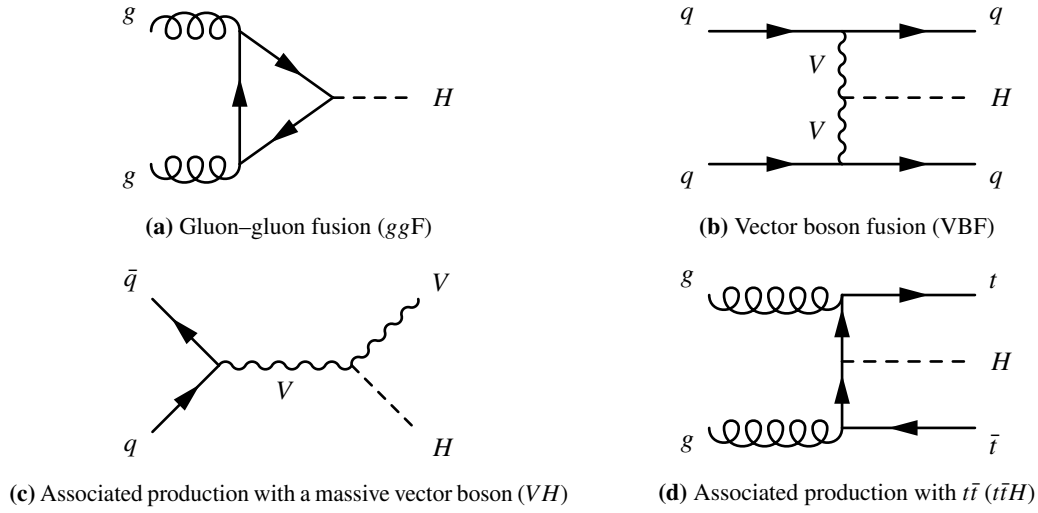 g
g
H
(a) Gluon–gluon fusion (ggF)
q
q
V
H
V
q
q
(b) Vector boson fusion (VBF)
q̄
V
V
q
H
(c) Associated production with a massive vector boson (VH)
g
t
H
g
t̄
(d) Associated production with tt̄ (tt̄H)